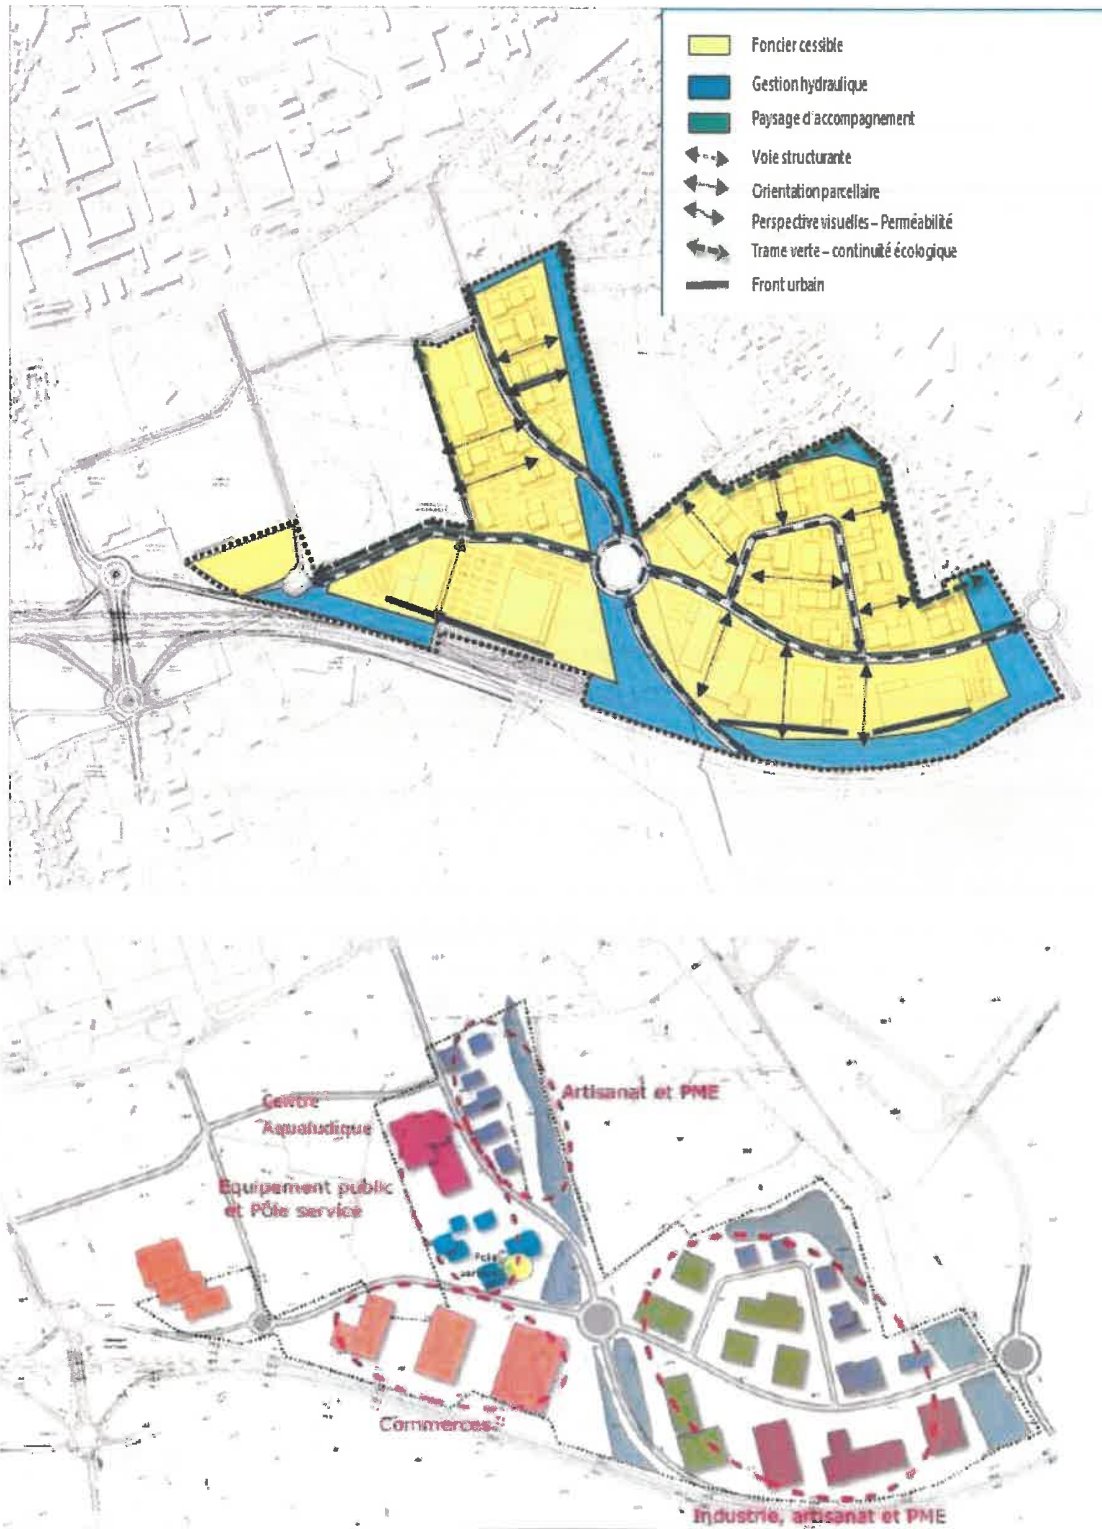 Foncier cessible
Gestion hydraulique
Paysage d'accompagnement
Voie structurante
Orientation parcellaire
Perspective visuelles – Perméabilité
Trame verte – continuité écologique
Front urbain
Artisanat et PME
Centre
Aqualudique
Equipement public
et Pôle service
Pole
Commerces
Industrie, artisanat et PME